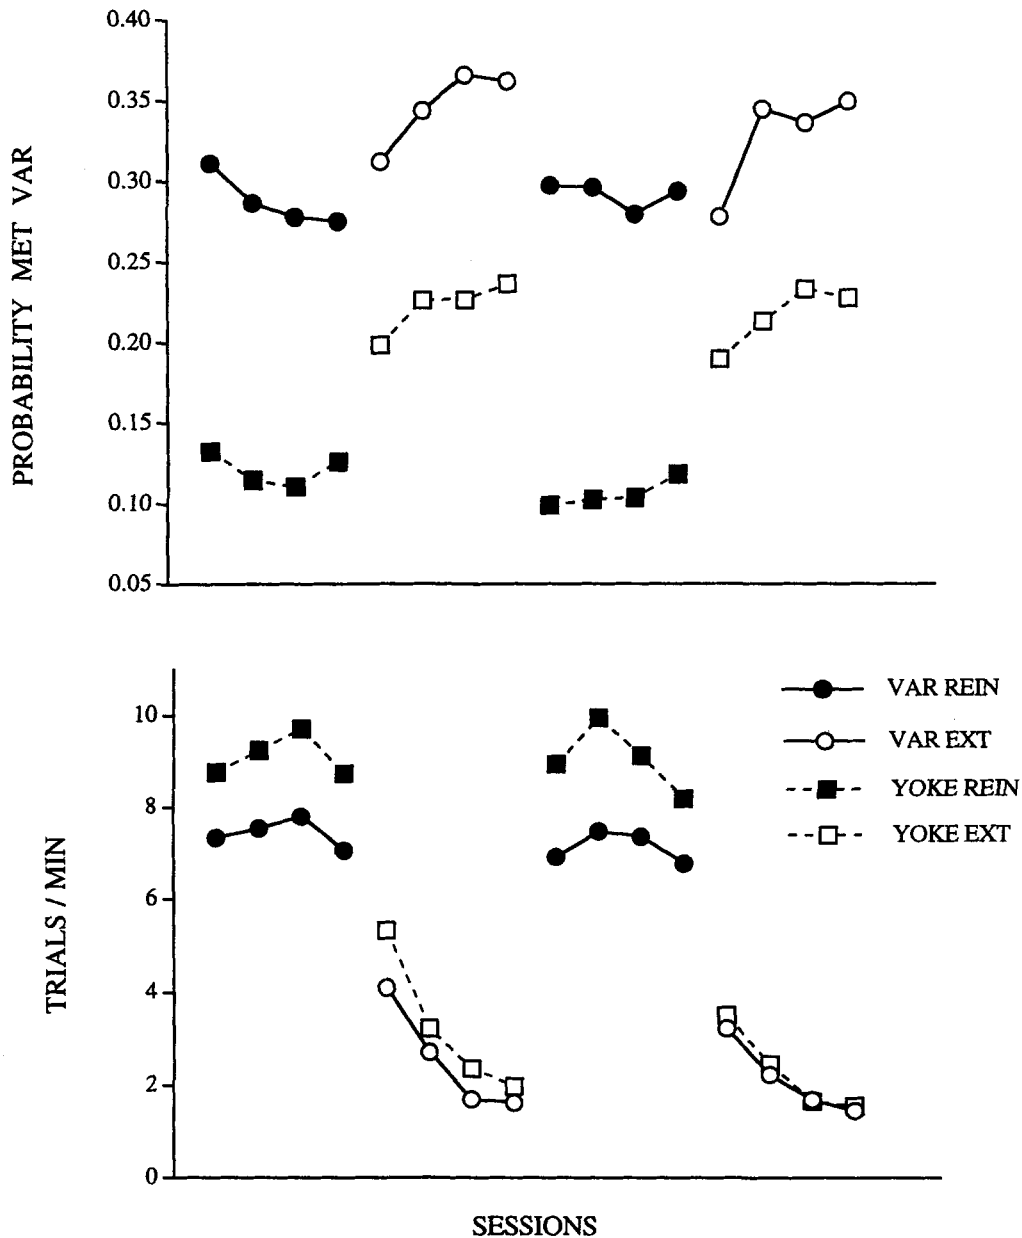 PROBABILITY MET VAR
0.40
0.35
0.30
0.25
0.20
0.15
0.10
0.05
TRIALS / MIN
10
8
6
4
2
0
VAR REIN
VAR EXT
YOKE REIN
YOKE EXT
SESSIONS